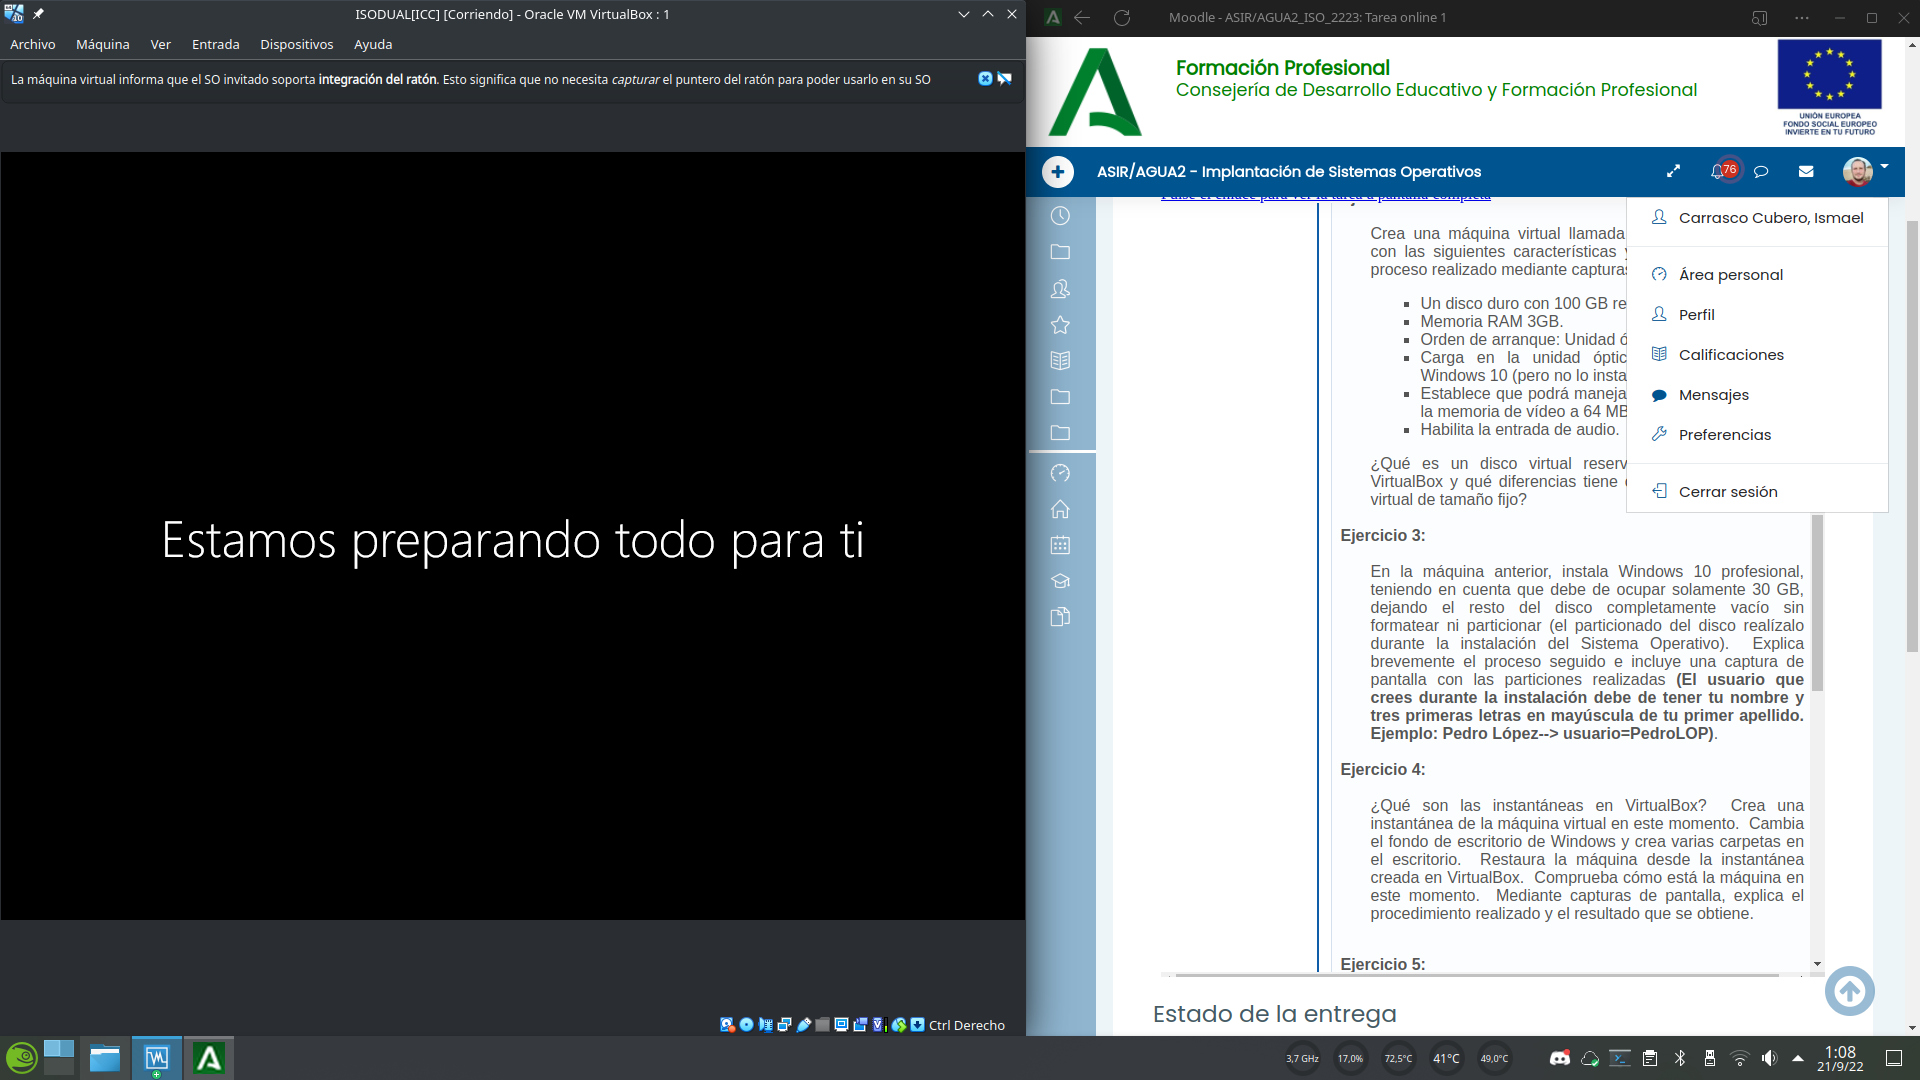 ISODUAL[ICC] [Corriendo] - Oracle VM VirtualBox : 1
Archivo Máquina Ver Entrada Dispositivos Ayuda
La máquina virtual informa que el SO invitado soporta integración del ratón. Esto significa que no necesita capturar el puntero del ratón para poder usarlo en su SO
Estamos preparando todo para ti
Ctrl Derecho
Moodle - ASIR/AGUA2_ISO_2223: Tarea online 1
Formación Profesional
Consejería de Desarrollo Educativo y Formación Profesional
UNIÓN EUROPEA
FONDO SOCIAL EUROPEO
INVIERTE EN TU FUTURO
ASIR/AGUA2 - Implantación de Sistemas Operativos
76
Pulse el enlace para ver la tarea a pantalla completa
Crea una máquina virtual llamada
con las siguientes características
proceso realizado mediante capturas
Un disco duro con 100 GB re
Memoria RAM 3GB.
Orden de arranque: Unidad ó
Carga en la unidad óptic
Windows 10 (pero no lo insta
Establece que podrá maneja
la memoria de vídeo a 64 MB
Habilita la entrada de audio.
¿Qué es un disco virtual reserv
VirtualBox y qué diferencias tiene
virtual de tamaño fijo?
Carrasco Cubero, Ismael
Área personal
Perfil
Calificaciones
Mensajes
Preferencias
Cerrar sesión
Ejercicio 3:
En la máquina anterior, instala Windows 10 profesional,
teniendo en cuenta que debe de ocupar solamente 30 GB,
dejando el resto del disco completamente vacío sin
formatear ni particionar (el particionado del disco realízalo
durante la instalación del Sistema Operativo). Explica
brevemente el proceso seguido e incluye una captura de
pantalla con las particiones realizadas (El usuario que
crees durante la instalación debe de tener tu nombre y
tres primeras letras en mayúscula de tu primer apellido.
Ejemplo: Pedro López--> usuario=PedroLOP).
Ejercicio 4:
¿Qué son las instantáneas en VirtualBox? Crea una
instantánea de la máquina virtual en este momento. Cambia
el fondo de escritorio de Windows y crea varias carpetas en
el escritorio. Restaura la máquina desde la instantánea
creada en VirtualBox. Comprueba cómo está la máquina en
este momento. Mediante capturas de pantalla, explica el
procedimiento realizado y el resultado que se obtiene.
Ejercicio 5:
Estado de la entrega
3,7 GHz 17,0% 72,5°C 41°C 49,0°C
1:08
21/9/22